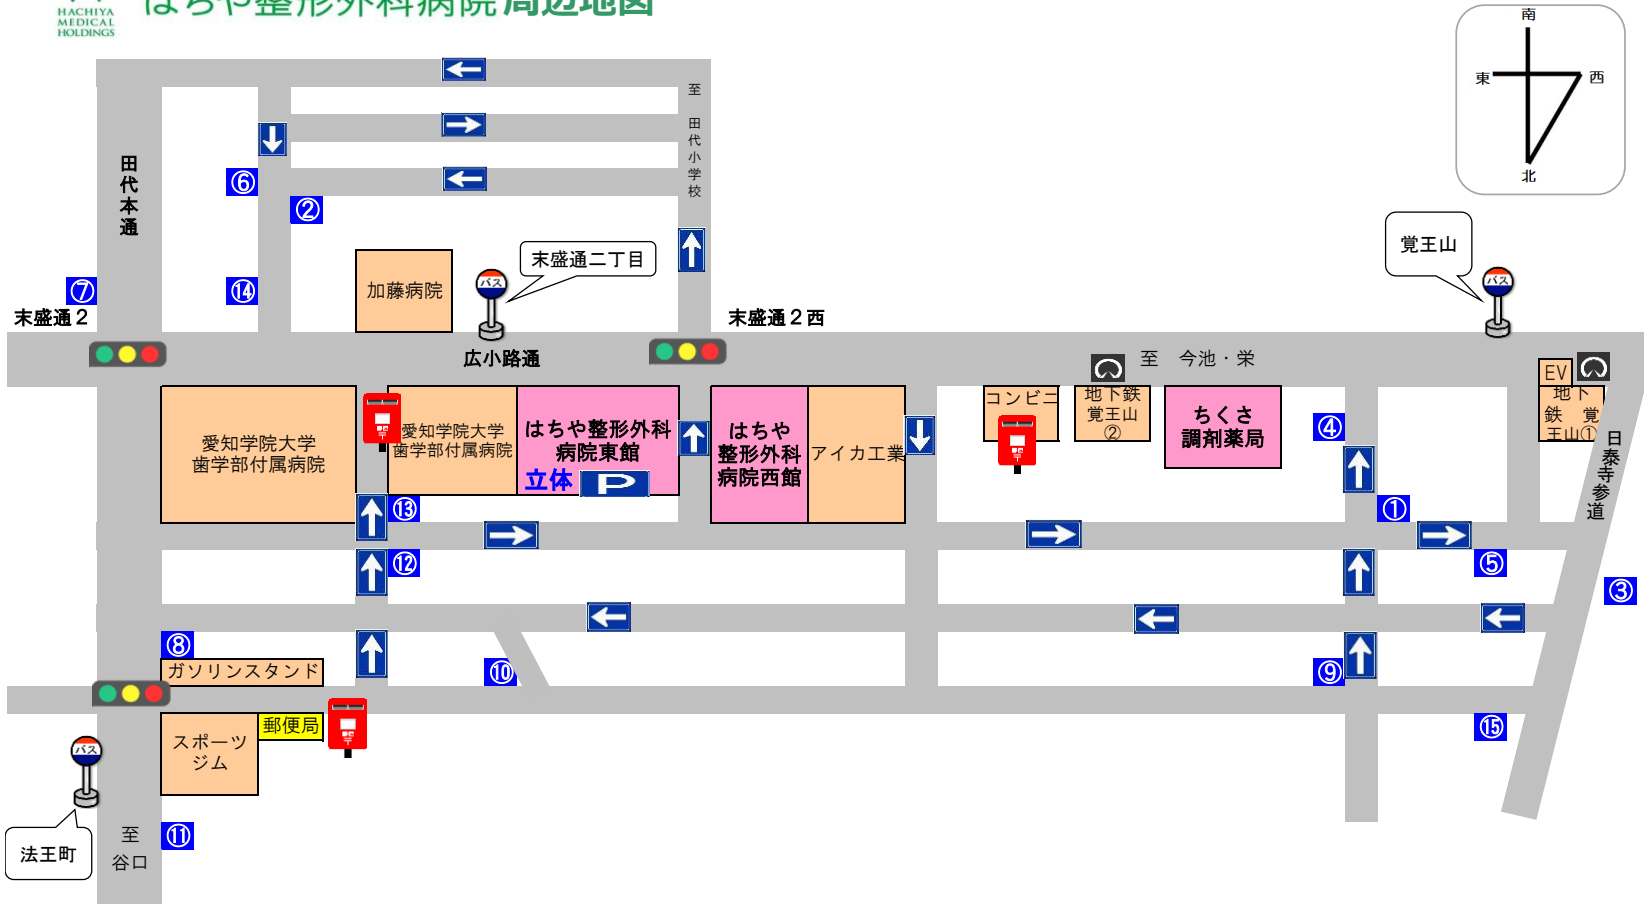 HACHIYA
MEDICAL
HOLDINGS
はちや整形外科病院 周辺地図
南
東
西
北
至 田代小学校
田代本通
⑥
②
覚王山
バス
末盛通二丁目
バス
加藤病院
⑦
⑭
末盛通２
末盛通２西
広小路通
至 今池・栄
EV
愛知学院大学
歯学部付属病院
愛知学院大学
歯学部付属病院
はちや整形外科
病院東館
立体 P
はちや
整形外科
病院西館
アイカ工業
コンビニ
地下鉄
覚王山
②
ちくさ
調剤薬局
④
地下
鉄 覚
王山①
日泰寺参道
⑬
①
⑫
⑤
③
⑧
ガソリンスタンド
⑩
⑨
郵便局
スポーツ
ジム
⑮
バス
法王町
至
谷口
⑪